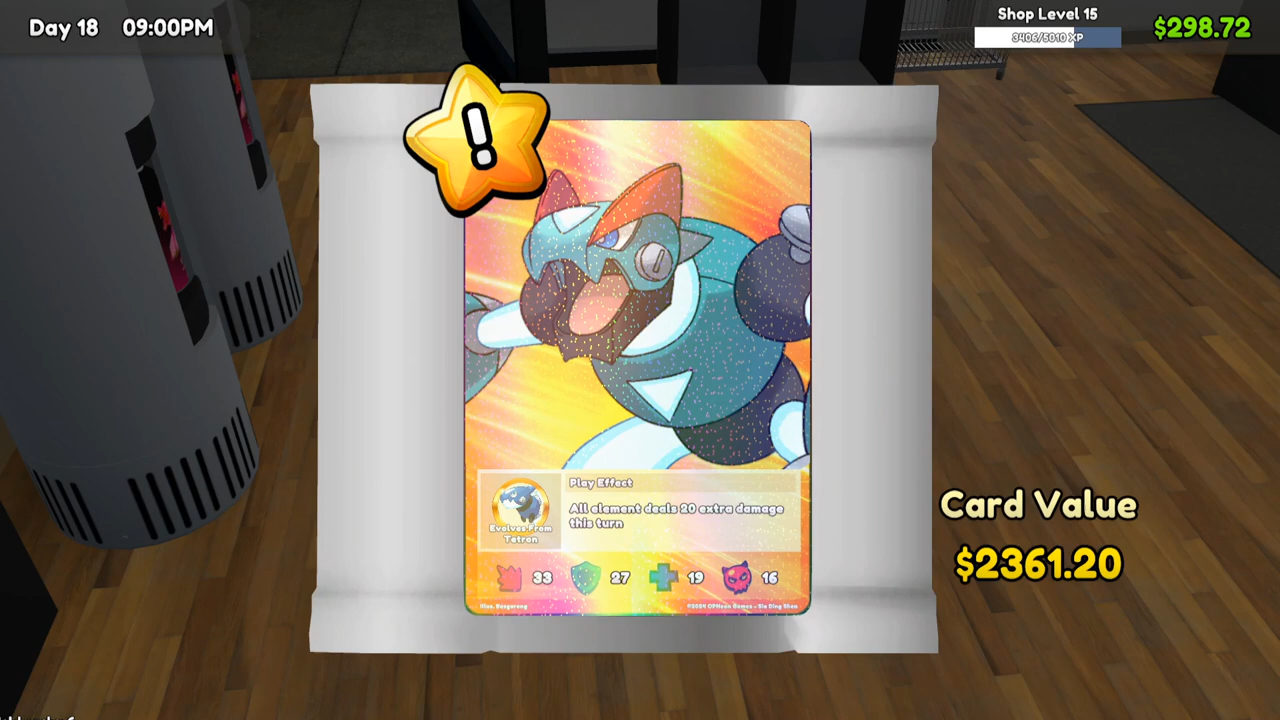 Day 18 09:00PM
Shop Level 15
3406/5010 XP
$298.72
!
Play Effect
All element deals 20 extra damage
this turn
Evolves From
Tetron
33 27 19 16
Card Value
$2361.20